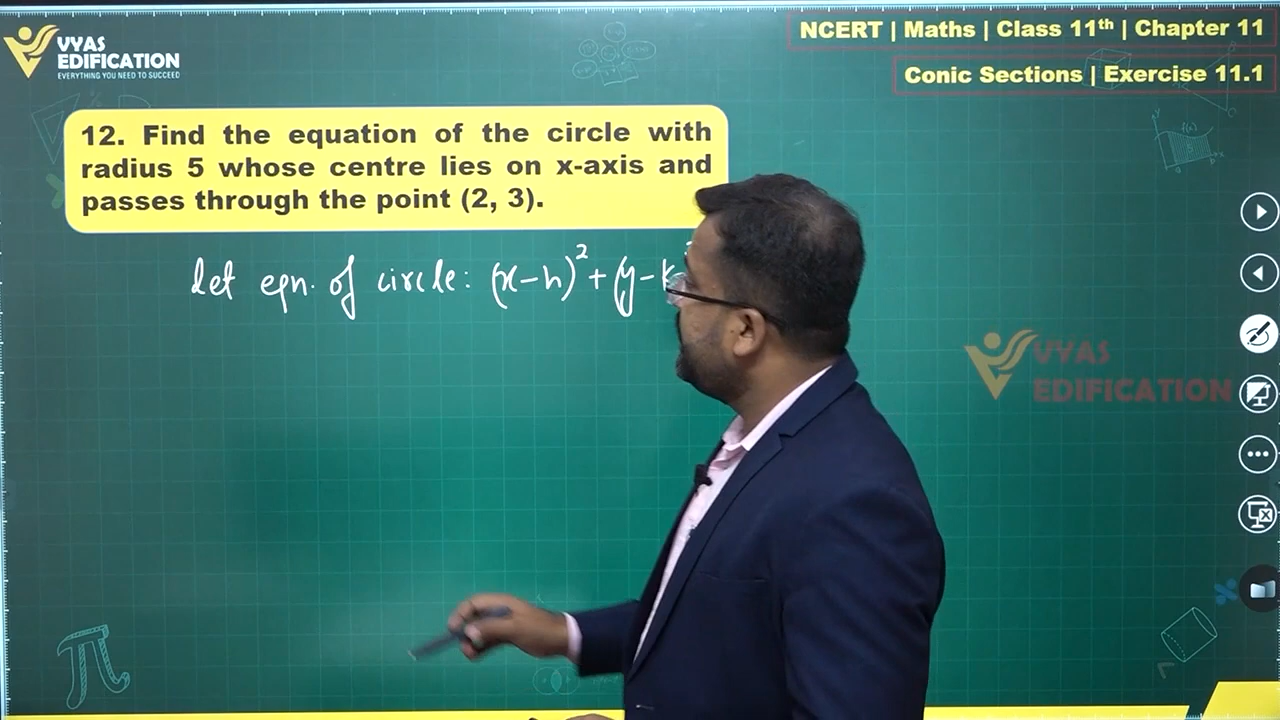 VYAS
EDIFICATION
EVERYTHING YOU NEED TO SUCCEED
NCERT | Maths | Class 11th | Chapter 11
Conic Sections | Exercise 11.1
12. Find the equation of the circle with
radius 5 whose centre lies on x-axis and
passes through the point (2, 3).
let eqn. of circle: (x-h)²+(y-k
VYAS
EDIFICATION